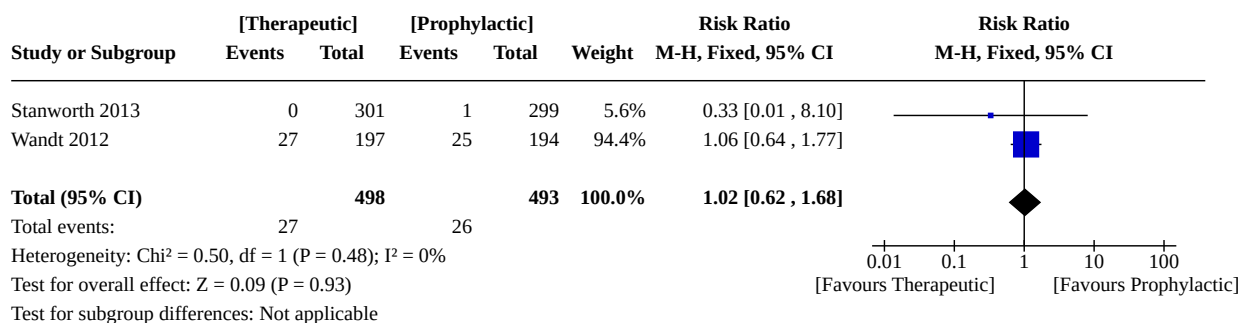 [Therapeutic] [Prophylactic] Risk Ratio Risk Ratio
Study or Subgroup Events Total Events Total Weight M-H, Fixed, 95% CI M-H, Fixed, 95% CI
Stanworth 2013 0 301 1 299 5.6% 0.33 [0.01 , 8.10]
Wandt 2012 27 197 25 194 94.4% 1.06 [0.64 , 1.77]
Total (95% CI) 498 493 100.0% 1.02 [0.62 , 1.68]
Total events: 27 26
Heterogeneity: Chi² = 0.50, df = 1 (P = 0.48); I² = 0%
0.01 0.1 1 10 100
Test for overall effect: Z = 0.09 (P = 0.93)
[Favours Therapeutic] [Favours Prophylactic]
Test for subgroup differences: Not applicable